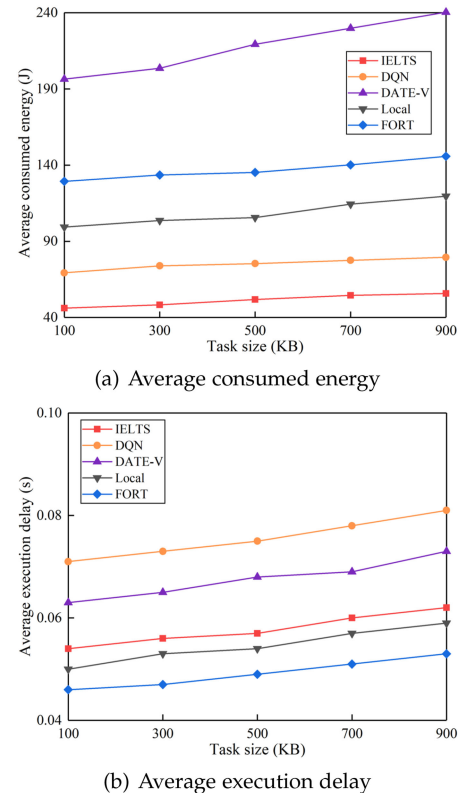 240
190
140
90
40
Average consumed energy (J)
IELTS
DQN
DATE-V
Local
FORT
100 300 500 700 900
Task size (KB)
(a) Average consumed energy
0.10
0.08
0.06
0.04
Average execution delay (s)
IELTS
DQN
DATE-V
Local
FORT
100 300 500 700 900
Task size (KB)
(b) Average execution delay